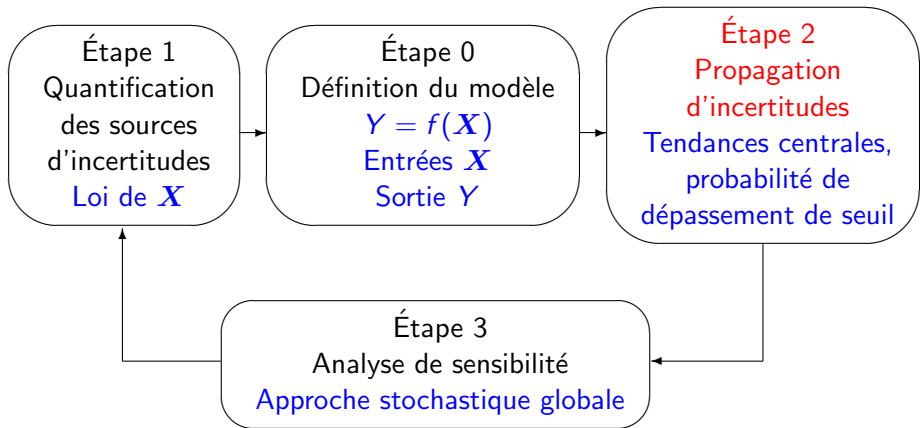 Étape 1
Quantification
des sources
d'incertitudes
Loi de X
Étape 0
Définition du modèle
Y = f(X)
Entrées X
Sortie Y
Étape 2
Propagation
d'incertitudes
Tendances centrales,
probabilité de
dépassement de seuil
Étape 3
Analyse de sensibilité
Approche stochastique globale